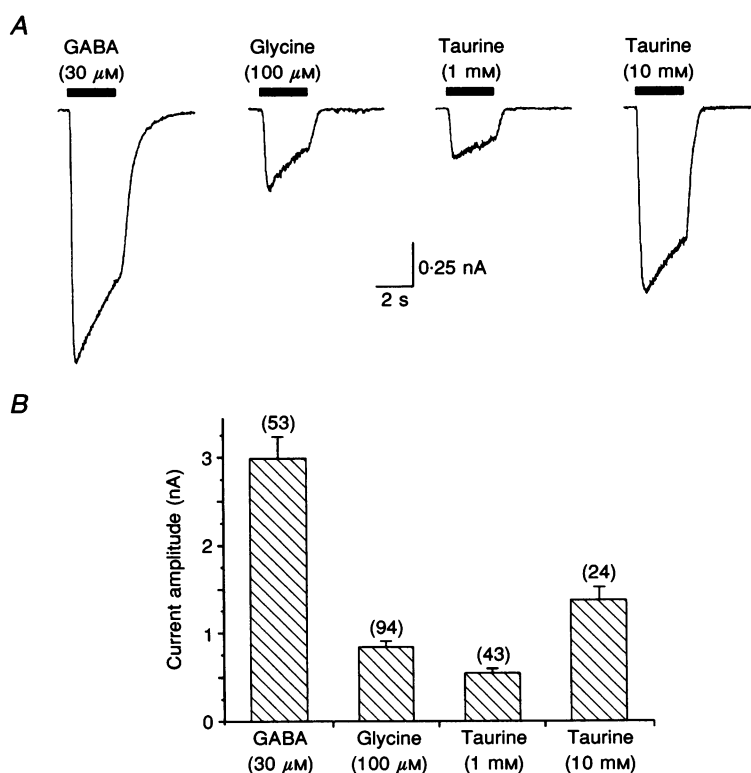 A
GABA Glycine Taurine Taurine
(30 μM) (100 μM) (1 mM) (10 mM)
0·25 nA
2 s
B
Current amplitude (nA)
3
2
1
0
(53)
(94)
(43)
(24)
GABA Glycine Taurine Taurine
(30 μM) (100 μM) (1 mM) (10 mM)